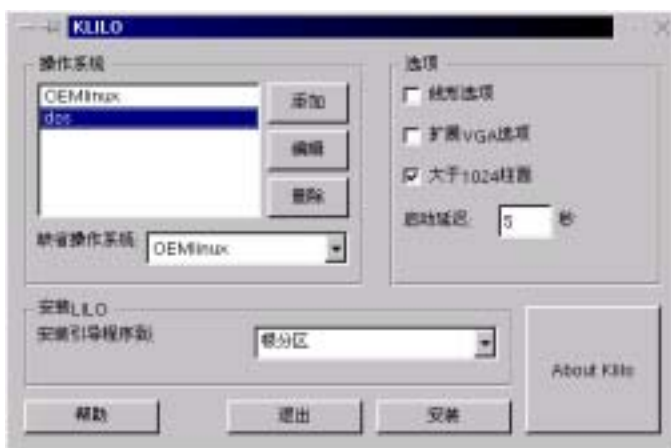 KLILO
操作系统
OEMlinux
dos
添加
编辑
删除
缺省操作系统: OEMlinux
选项
线形选项
扩展VGA选项
大于1024柱面
启动延迟: 5 秒
安装LILO
安装引导程序到: 根分区
About Klilo
帮助
退出
安装